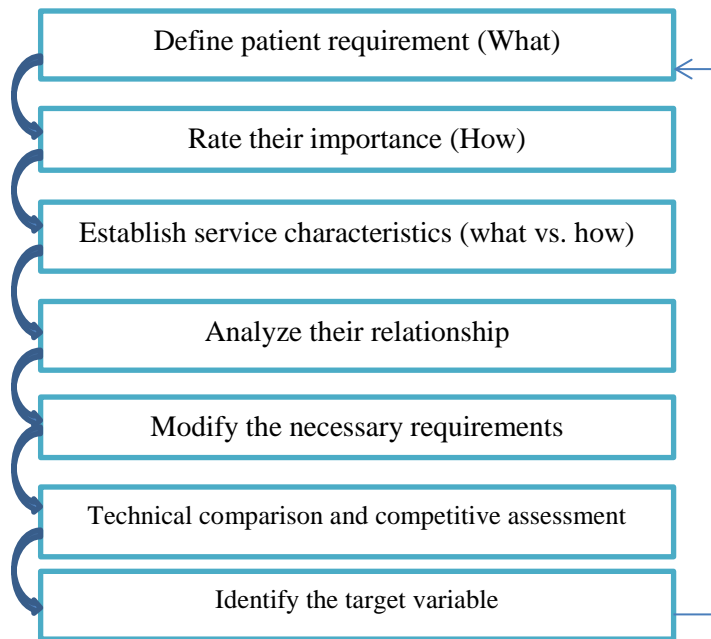 Define patient requirement (What)
Rate their importance (How)
Establish service characteristics (what vs. how)
Analyze their relationship
Modify the necessary requirements
Technical comparison and competitive assessment
Identify the target variable